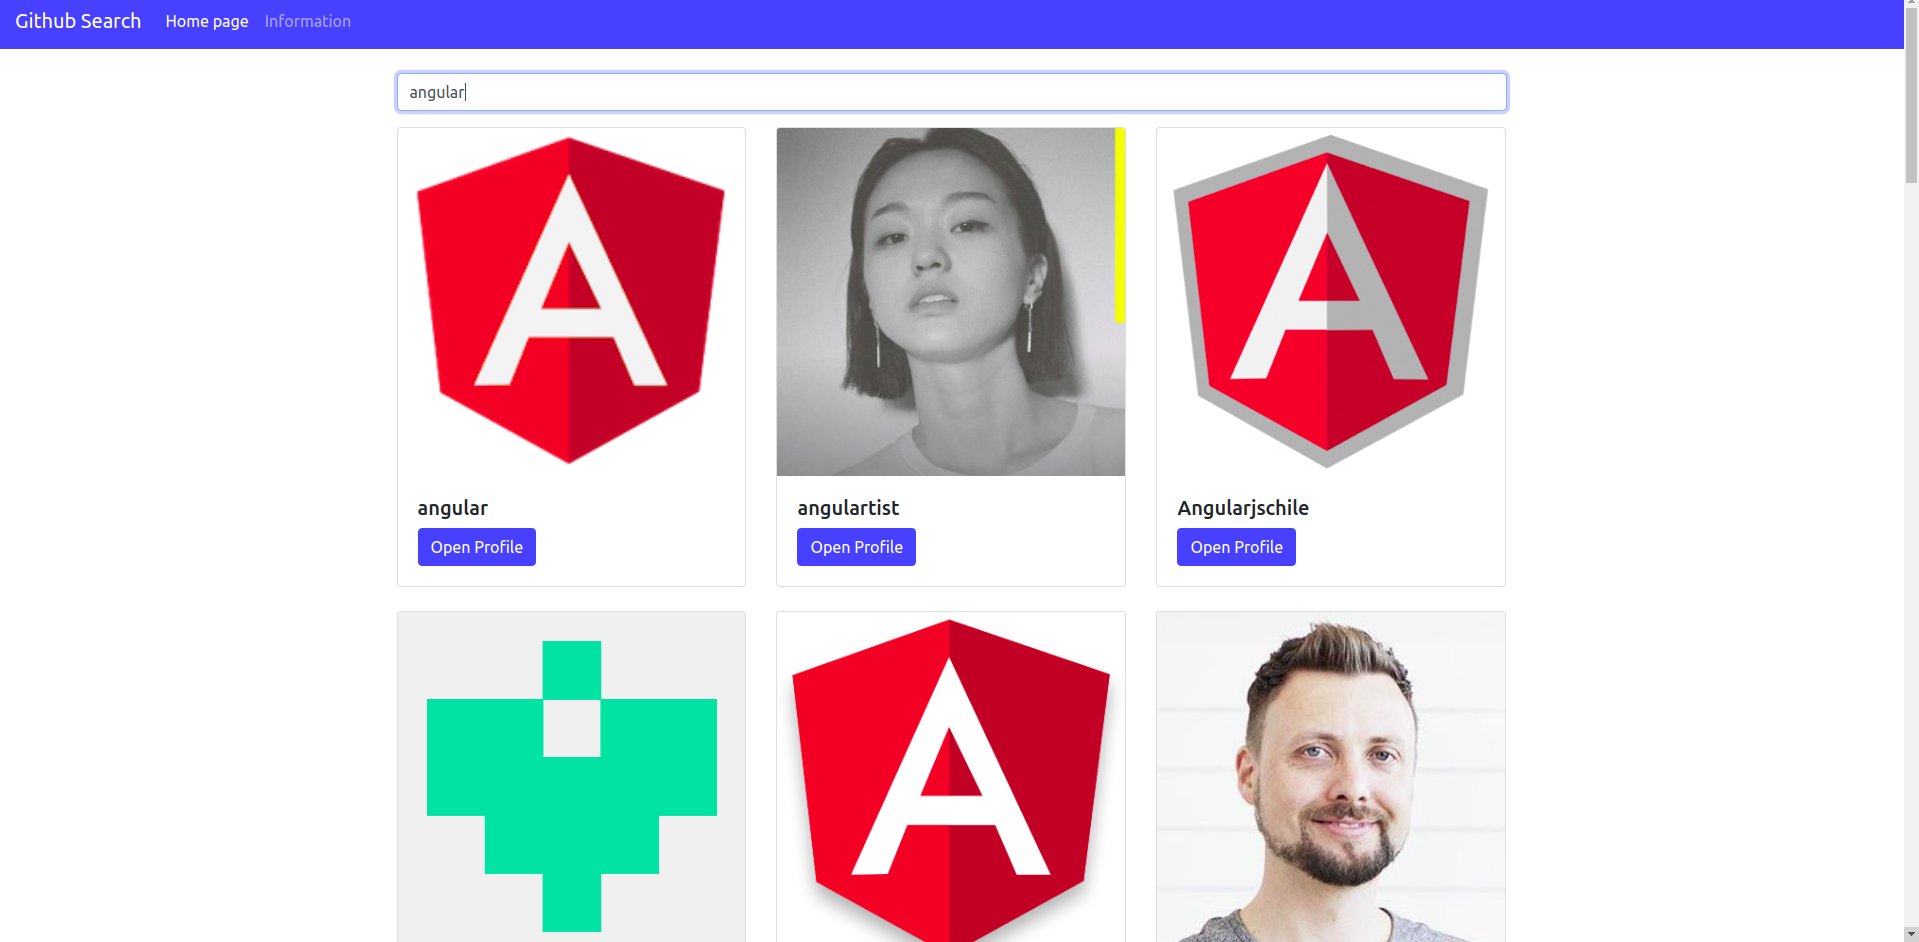 Github Search Home page Information
angular
angular angulartist Angularjschile
Open Profile Open Profile Open Profile